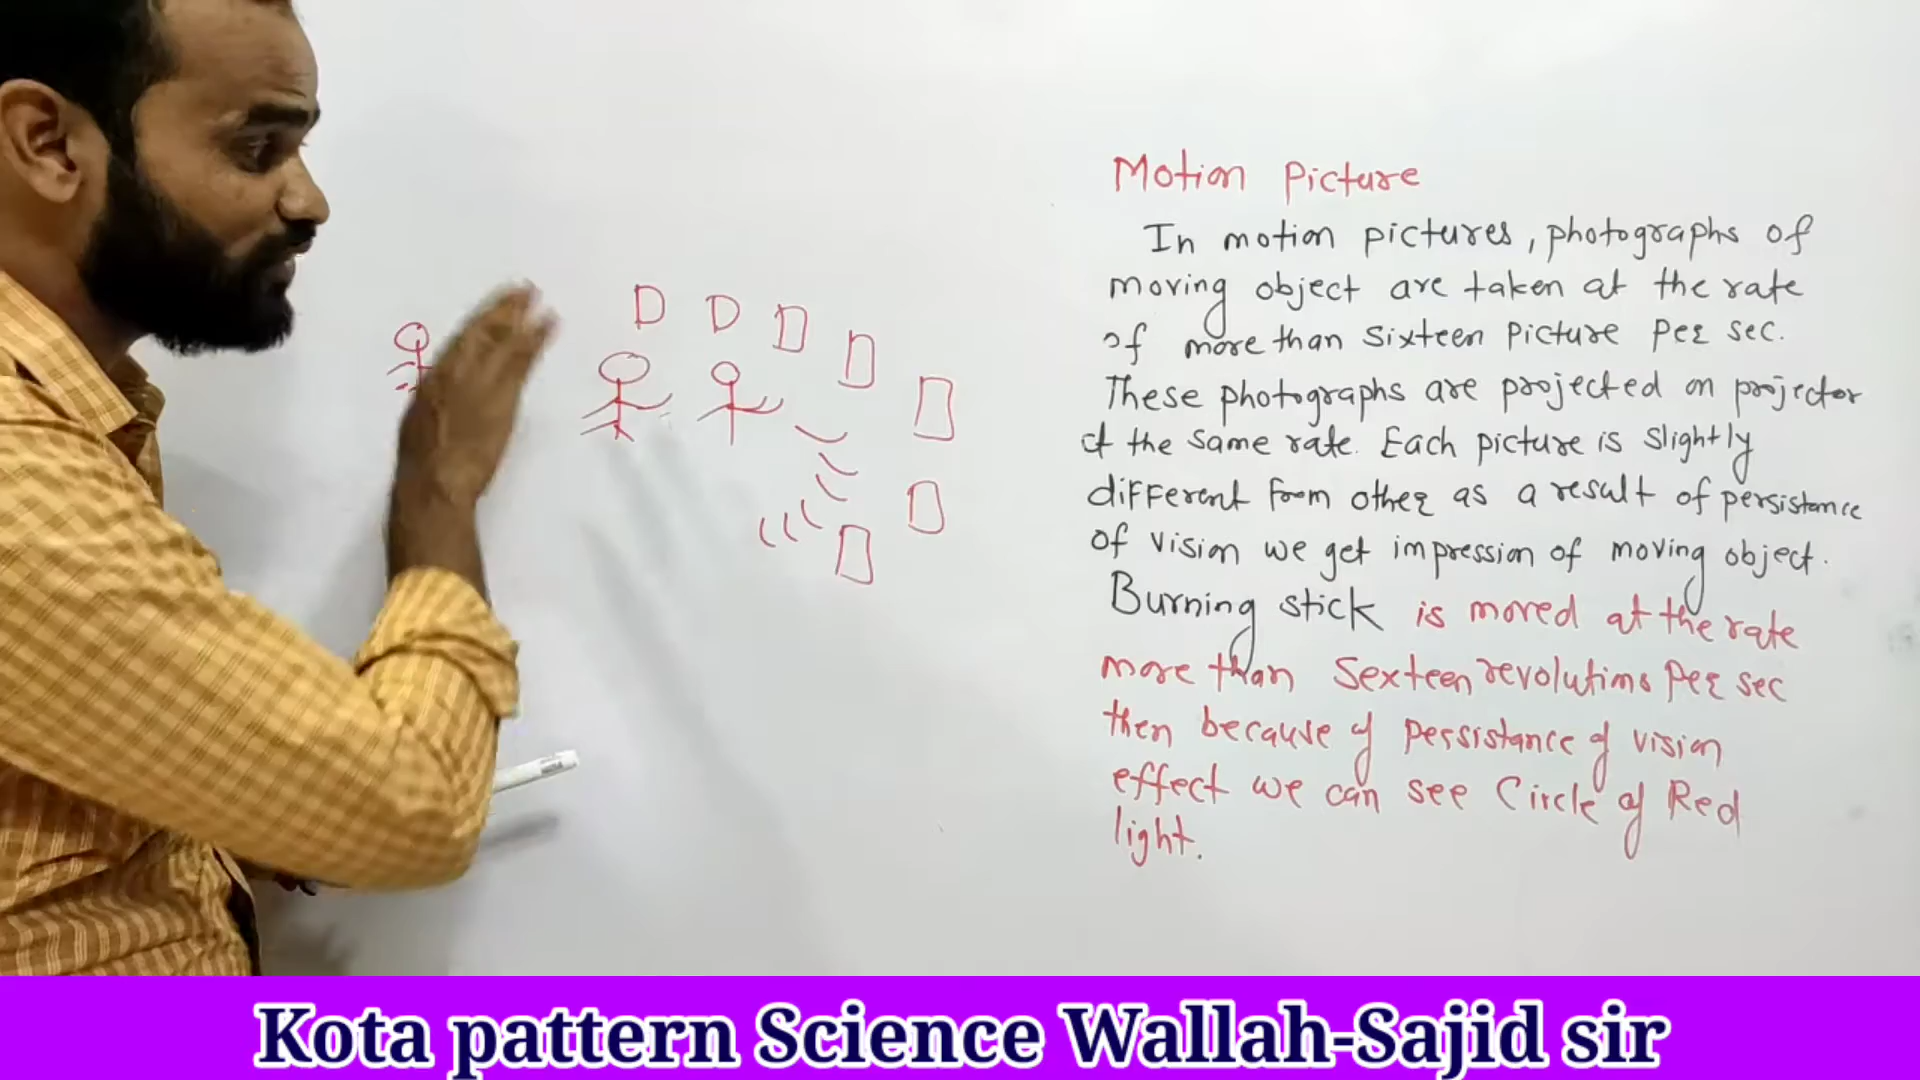 Motion Picture
In motion pictures, photographs of
moving object are taken at the rate
of more than sixteen picture per sec.
These photographs are projected on projector
at the same rate. Each picture is slightly
different from other as a result of persistance
of vision we get impression of moving object.
Burning stick is moved at the rate
more than Sexteen revolutions per sec
then because of persistance of vision
effect we can see Circle of Red
light.
Kota pattern Science Wallah-Sajid sir